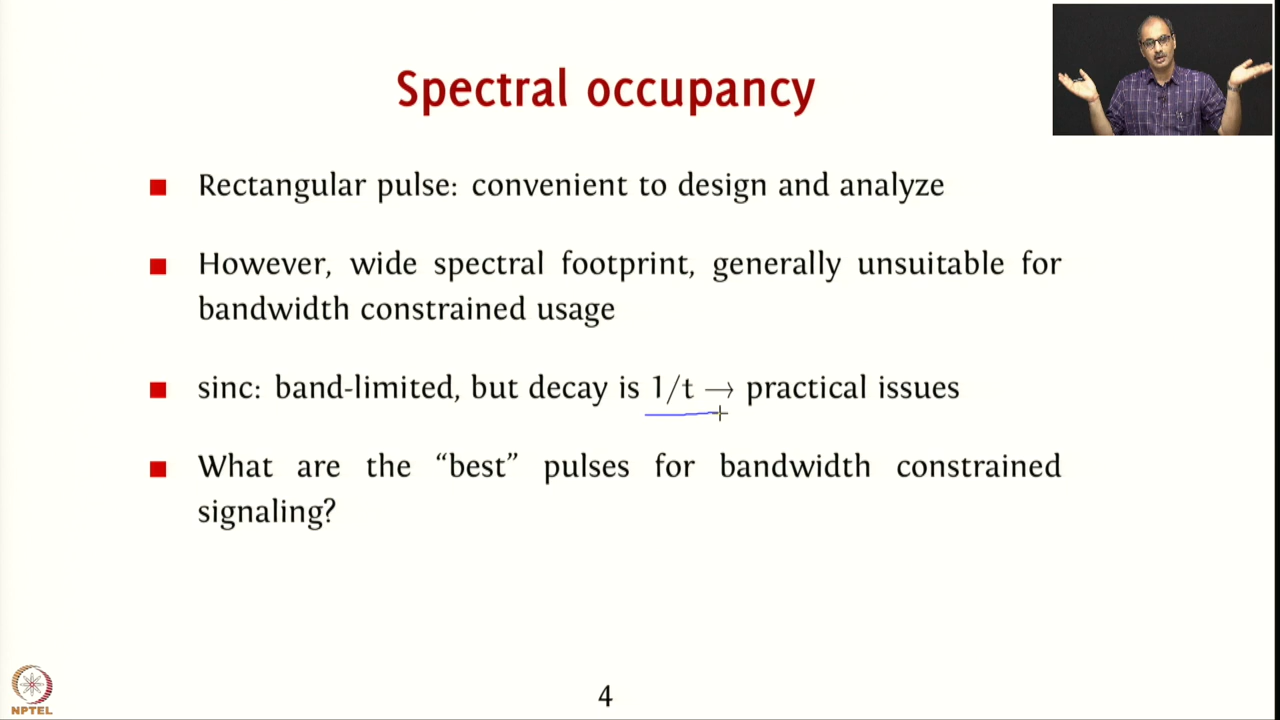 Spectral occupancy
■ Rectangular pulse: convenient to design and analyze
■ However, wide spectral footprint, generally unsuitable for
bandwidth constrained usage
■ sinc: band-limited, but decay is 1/t → practical issues
■ What are the “best” pulses for bandwidth constrained
signaling?
NPTEL
4